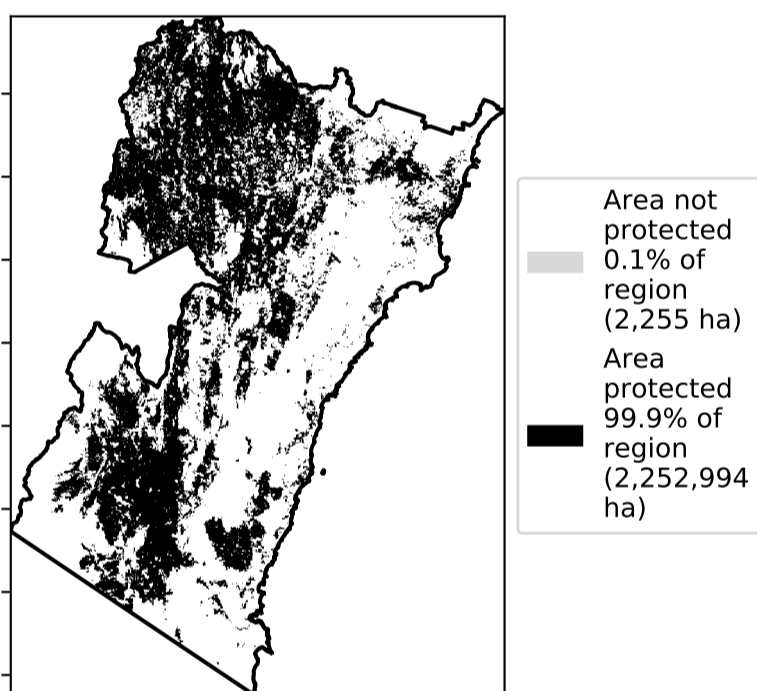 Area not
protected
0.1% of
region
(2,255 ha)
Area
protected
99.9% of
region
(2,252,994
ha)